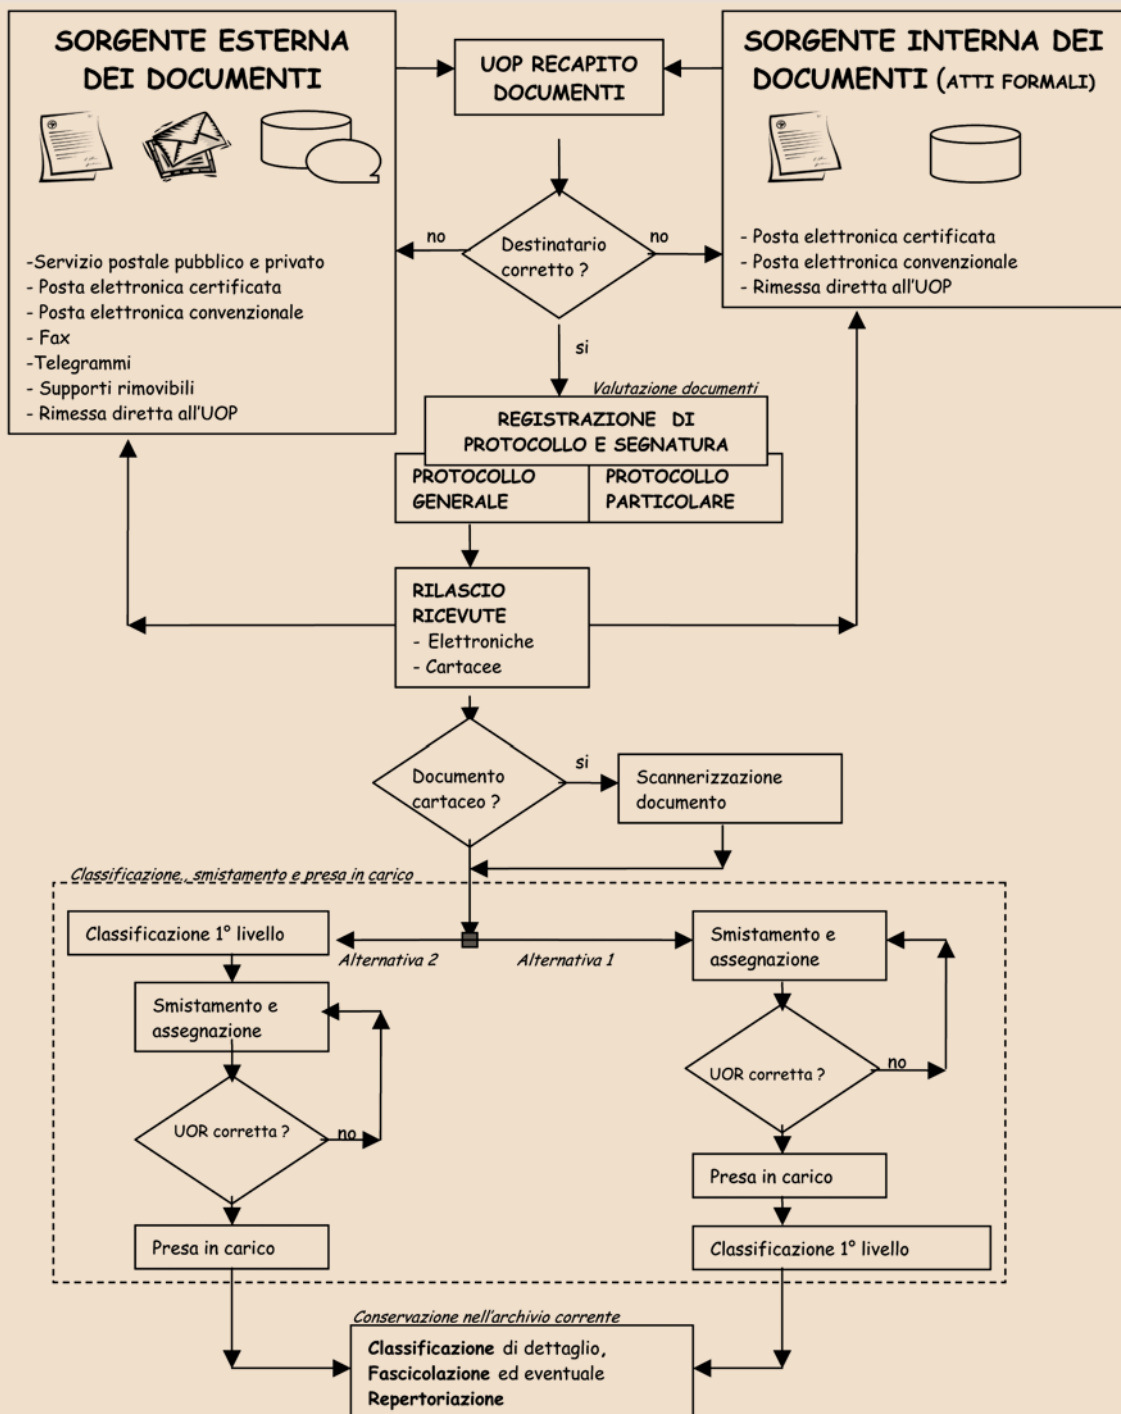 SORGENTE ESTERNA
DEI DOCUMENTI
-Servizio postale pubblico e privato
- Posta elettronica certificata
- Posta elettronica convenzionale
- Fax
-Telegrammi
- Supporti rimovibili
- Rimessa diretta all'UOP
UOP RECAPITO
DOCUMENTI
SORGENTE INTERNA DEI
DOCUMENTI (ATTI FORMALI)
- Posta elettronica certificata
- Posta elettronica convenzionale
- Rimessa diretta all'UOP
no
Destinatario
corretto ?
no
si
Valutazione documenti
REGISTRAZIONE DI
PROTOCOLLO E SEGNATURA
PROTOCOLLO
GENERALE
PROTOCOLLO
PARTICOLARE
RILASCIO
RICEVUTE
- Elettroniche
- Cartacee
Documento
cartaceo ?
si
Scannerizzazione
documento
Classificazione,, smistamento e presa in carico
Classificazione 1° livello
Alternativa 2
Alternativa 1
Smistamento e
assegnazione
Smistamento e
assegnazione
UOR corretta ?
no
UOR corretta ?
no
Presa in carico
Presa in carico
Classificazione 1° livello
Conservazione nell'archivio corrente
Classificazione di dettaglio,
Fascicolazione ed eventuale
Repertoriazione